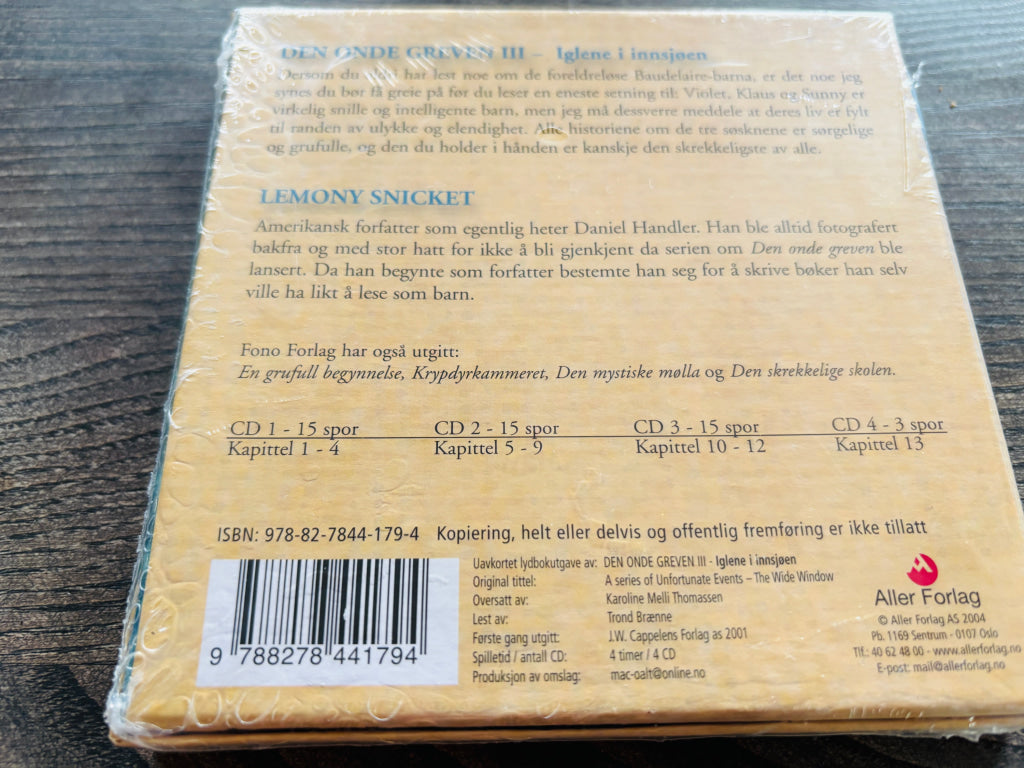 DEN ONDE GREVEN III – Iglene i innsjøen
Dersom du ikke har lest noe om de foreldreløse Baudelaire-barna, er det noe jeg
synes du bør få greie på før du leser en eneste setning til: Violet, Klaus og Sunny er
virkelig snille og intelligente barn, men jeg må dessverre meddele at deres liv er fylt
til randen av ulykke og elendighet. Alle historiene om de tre søsknene er sørgelige
og grufulle, og den du holder i hånden er kanskje den skrekkeligste av alle.
LEMONY SNICKET
Amerikansk forfatter som egentlig heter Daniel Handler. Han ble alltid fotografert
bakfra og med stor hatt for ikke å bli gjenkjent da serien om Den onde greven ble
lansert. Da han begynte som forfatter bestemte han seg for å skrive bøker han selv
ville ha likt å lese som barn.
Fono Forlag har også utgitt:
En grufull begynnelse, Krypdyrkammeret, Den mystiske mølla og Den skrekkelige skolen.
CD 1 - 15 spor CD 2 - 15 spor CD 3 - 15 spor CD 4 - 3 spor
Kapittel 1 - 4 Kapittel 5 - 9 Kapittel 10 - 12 Kapittel 13
ISBN: 978-82-7844-179-4 Kopiering, helt eller delvis og offentlig fremføring er ikke tillatt
9 788278 441794
Uavkortet lydbokutgave av: DEN ONDE GREVEN III - Iglene i innsjøen
Original tittel: A series of Unfortunate Events – The Wide Window
Oversatt av: Karoline Melli Thomassen
Lest av: Trond Brænne
Første gang utgitt: J.W. Cappelens Forlag as 2001
Spilletid / antall CD: 4 timer / 4 CD
Produksjon av omslag: mac-oalt@online.no
Aller Forlag
© Aller Forlag AS 2004
Pb. 1169 Sentrum - 0107 Oslo
Tlf.: 40 62 48 00 - www.allerforlag.no
E-post: mail@allerforlag.no